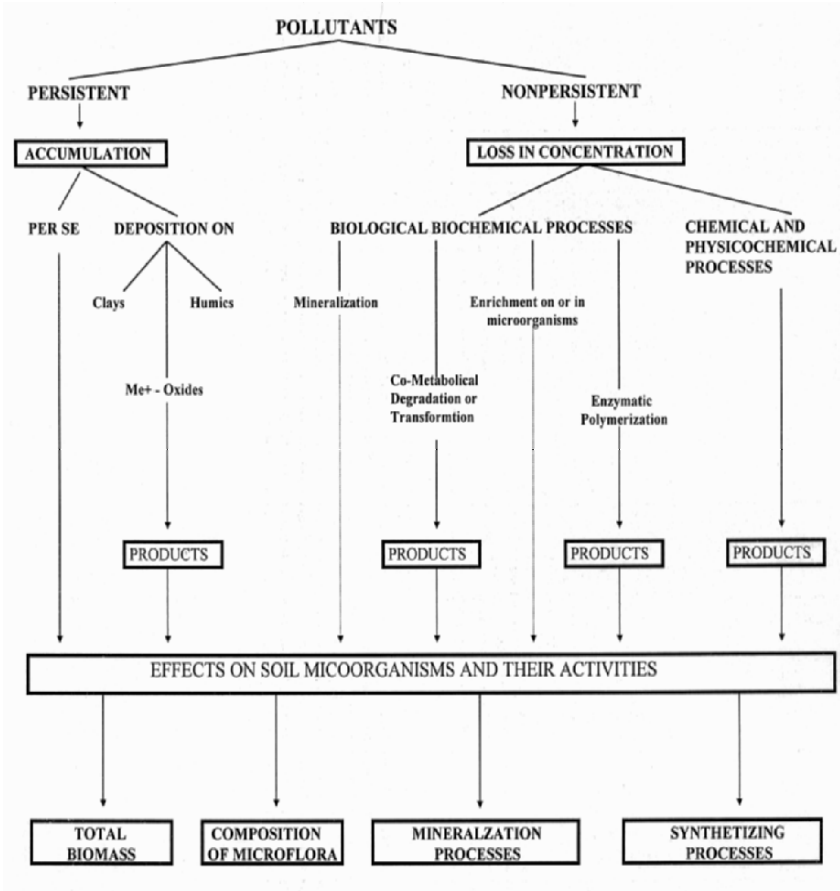 POLLUTANTS
PERSISTENT
NONPERSISTENT
ACCUMULATION
LOSS IN CONCENTRATION
PER SE
DEPOSITION ON
BIOLOGICAL BIOCHEMICAL PROCESSES
CHEMICAL AND
PHYSICOCHEMICAL
PROCESSES
Clays
Humics
Mineralization
Enrichment on or in
microorganisms
Me+ - Oxides
Co-Metabolical
Degradation or
Transformtion
Enzymatic
Polymerization
PRODUCTS
PRODUCTS
PRODUCTS
PRODUCTS
EFFECTS ON SOIL MICOORGANISMS AND THEIR ACTIVITIES
TOTAL
BIOMASS
COMPOSITION
OF MICROFLORA
MINERALZATION
PROCESSES
SYNTHETIZING
PROCESSES